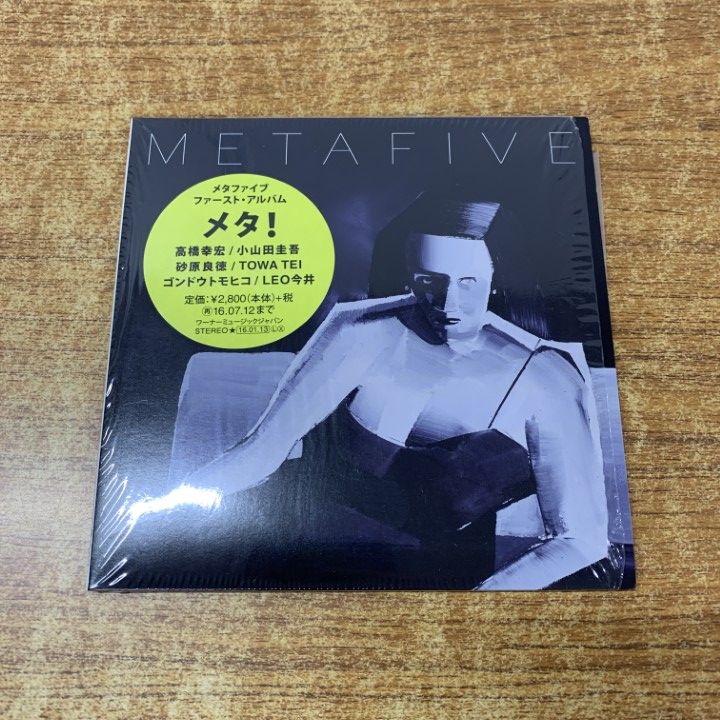 METAFIVE
メタファイブ
ファースト・アルバム
メタ!
高橋幸宏/小山田圭吾
砂原良徳/TOWA TEI
ゴンドウトモヒコ/LEO今井
定価:¥2,800(本体)+税
再16.07.12まで
ワーナーミュージックジャパン
STEREO★16.01.13 L X